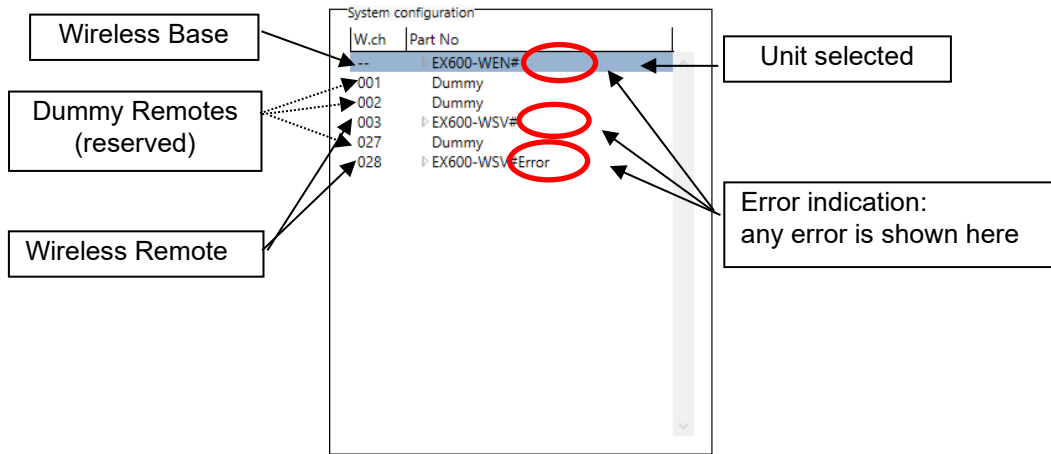 System configuration
Wireless Base
W.ch Part No
Unit selected
-- EX600-WEN#
001 Dummy
Dummy Remotes
(reserved)
002 Dummy
003 EX600-WSV#
027 Dummy
028 EX600-WSV#Error
Error indication:
any error is shown here
Wireless Remote